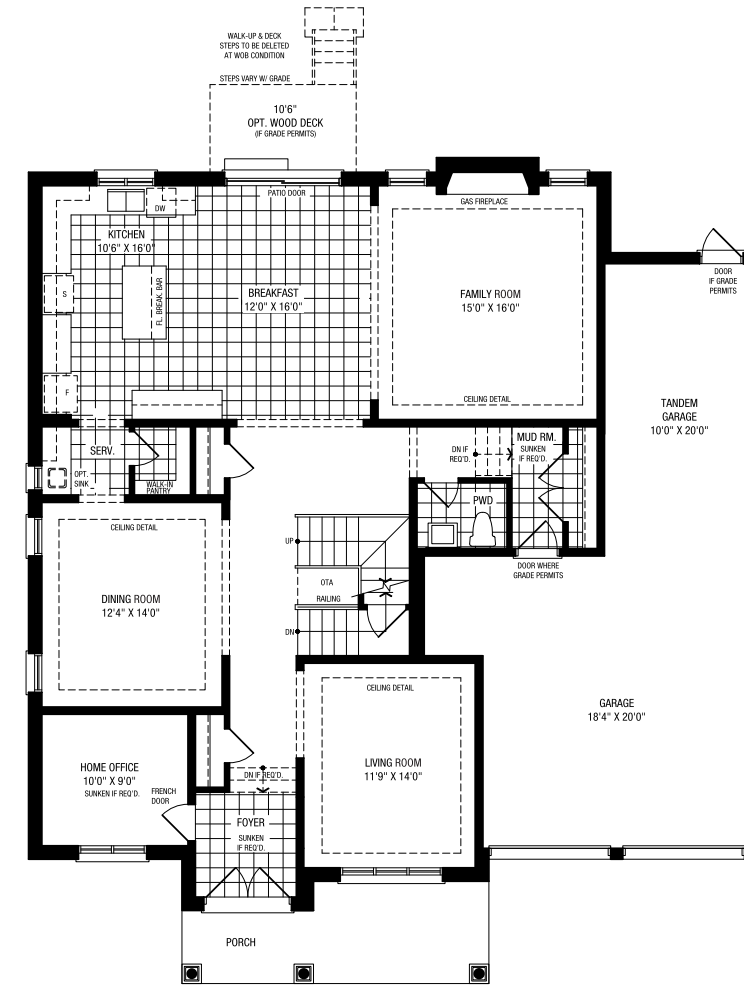 WALK-UP & DECK
STEPS TO BE DELETED
AT WOB CONDITION
STEPS VARY W/ GRADE
10'6"
OPT. WOOD DECK
(IF GRADE PERMITS)
PATIO DOOR
GAS FIREPLACE
DW
KITCHEN
10'6" X 16'0"
S
FL. BREAK. BAR
BREAKFAST
12'0" X 16'0"
FAMILY ROOM
15'0" X 16'0"
DOOR
IF GRADE
PERMITS
F
CEILING DETAIL
TANDEM
GARAGE
10'0" X 20'0"
SERV.
OPT.
SINK
WALK-IN
PANTRY
DN IF
REQ'D.
MUD RM.
SUNKEN
IF REQ'D.
PWD
CEILING DETAIL
UP
DOOR WHERE
GRADE PERMITS
OTA
RAILING
DINING ROOM
12'4" X 14'0"
DN
CEILING DETAIL
GARAGE
18'4" X 20'0"
HOME OFFICE
10'0" X 9'0"
SUNKEN IF REQ'D.
FRENCH
DOOR
DN IF REQ'D.
LIVING ROOM
11'9" X 14'0"
FOYER
SUNKEN
IF REQ'D.
PORCH